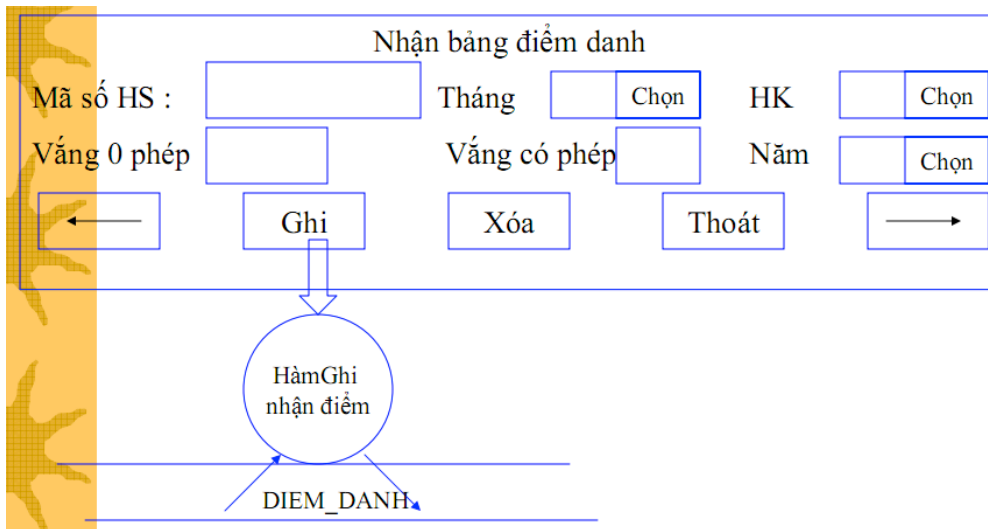 Nhận bảng điểm danh
Mã số HS : Tháng Chọn HK Chọn
Vắng 0 phép Vắng có phép Năm Chọn
Ghi Xóa Thoát
HàmGhi
nhận điểm
DIEM_DANH